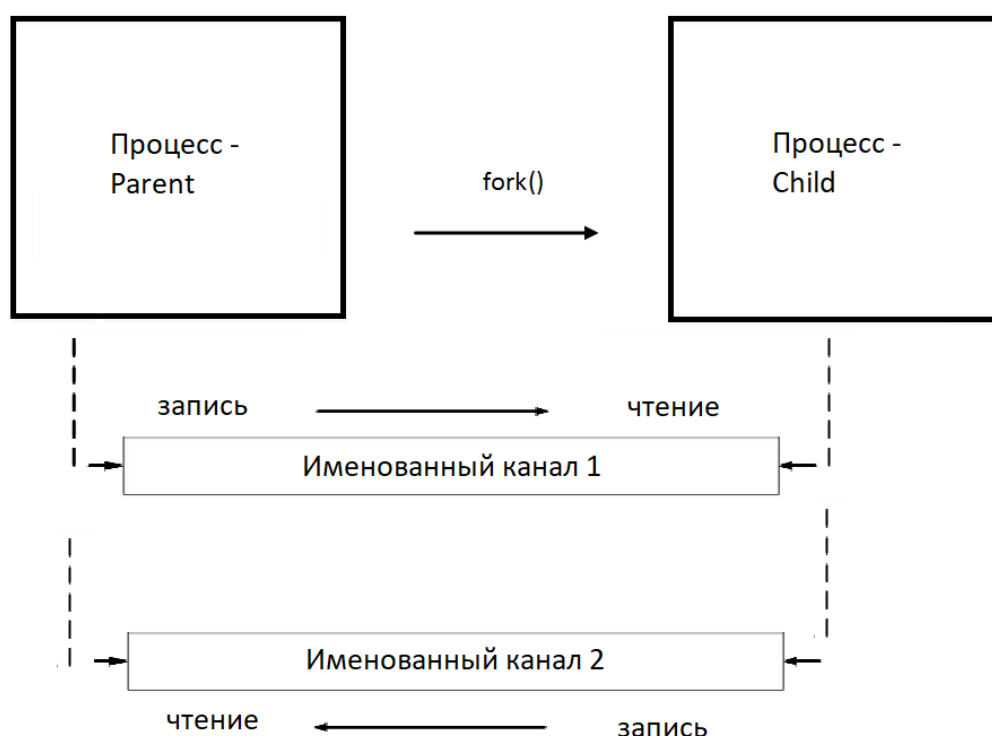 Процесс -
Parent
fork()
Процесс -
Child
запись
чтение
Именованный канал 1
Именованный канал 2
чтение
запись